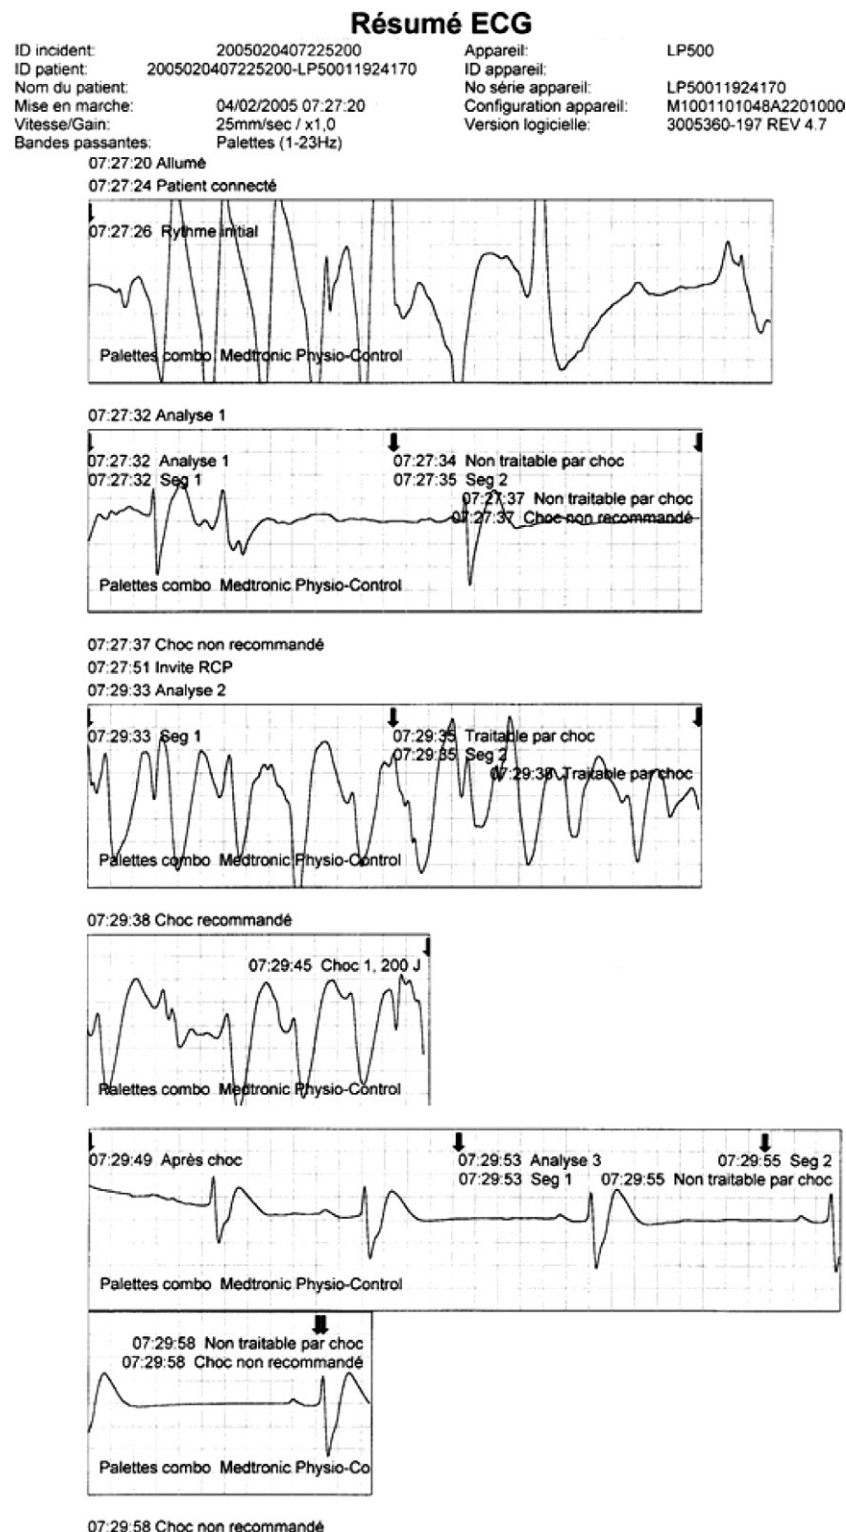 Résumé ECG
ID incident: 2005020407225200 Appareil: LP500
ID patient: 2005020407225200-LP50011924170 ID appareil:
Nom du patient: No série appareil: LP50011924170
Mise en marche: 04/02/2005 07:27:20 Configuration appareil: M1001101048A2201000
Vitesse/Gain: 25mm/sec / x1,0 Version logicielle: 3005360-197 REV 4.7
Bandes passantes: Palettes (1-23Hz)
07:27:20 Allumé
07:27:24 Patient connecté
07:27:26 Rythme initial
Palettes combo Medtronic Physio-Control
07:27:32 Analyse 1
07:27:32 Analyse 1 07:27:34 Non traitable par choc
07:27:32 Seg 1 07:27:35 Seg 2
07:27:37 Non traitable par choc
07:27:37 Choc non recommandé
Palettes combo Medtronic Physio-Control
07:27:37 Choc non recommandé
07:27:51 Invite RCP
07:29:33 Analyse 2
07:29:33 Seg 1 07:29:35 Traitable par choc
07:29:35 Seg 2
07:29:38 Traitable par choc
Palettes combo Medtronic Physio-Control
07:29:38 Choc recommandé
07:29:45 Choc 1, 200 J
Palettes combo Medtronic Physio-Control
07:29:49 Après choc 07:29:53 Analyse 3 07:29:55 Seg 2
07:29:53 Seg 1 07:29:55 Non traitable par choc
Palettes combo Medtronic Physio-Control
07:29:58 Non traitable par choc
07:29:58 Choc non recommandé
Palettes combo Medtronic Physio-Co
07:29:58 Choc non recommandé